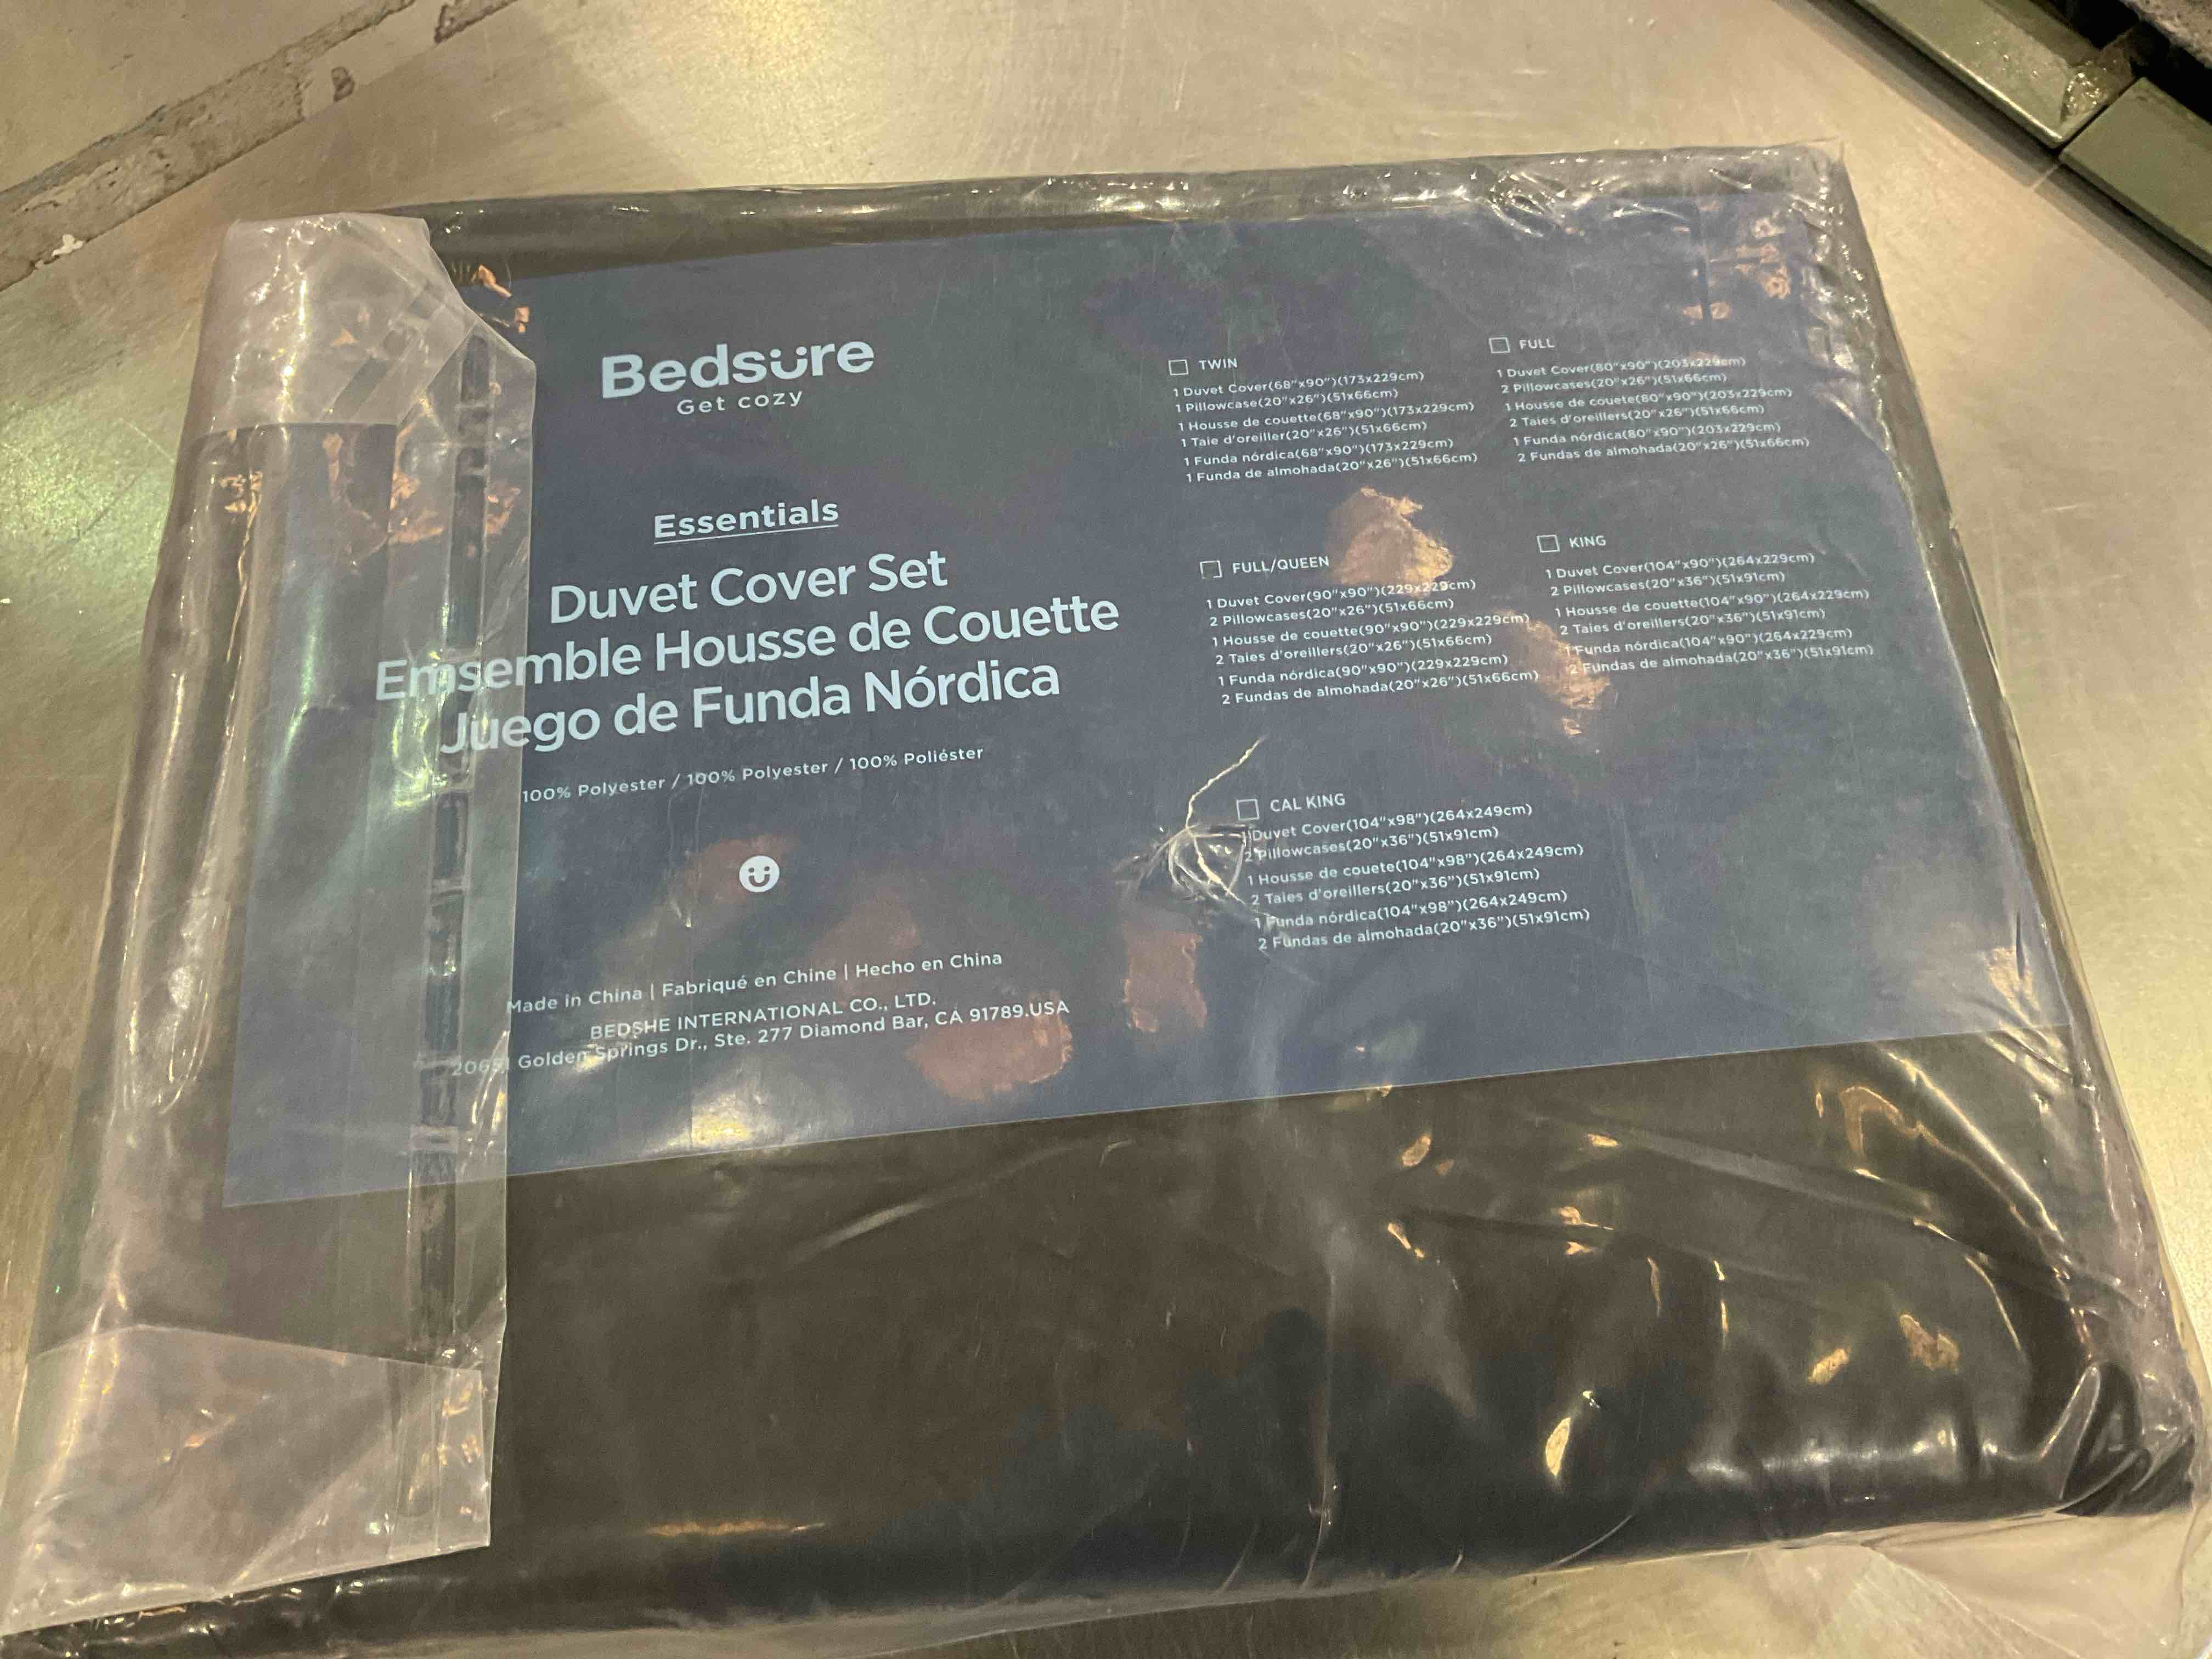 Bedsure
Get cozy
Essentials
Duvet Cover Set
Emsemble Housse de Couette
Juego de Funda Nórdica
100% Polyester / 100% Polyester / 100% Poliéster
Made in China | Fabriqué en Chine | Hecho en China
BEDSHE INTERNATIONAL CO., LTD.
20651 Golden Springs Dr., Ste. 277 Diamond Bar, CA 91789.USA
TWIN
1 Duvet Cover(68"x90")(173x229cm)
1 Pillowcase(20"x26")(51x66cm)
1 Housse de couette(68"x90")(173x229cm)
1 Taie d'oreiller(20"x26")(51x66cm)
1 Funda nórdica(68"x90")(173x229cm)
1 Funda de almohada(20"x26")(51x66cm)
FULL
1 Duvet Cover(80"x90")(203x229cm)
2 Pillowcases(20"x26")(51x66cm)
1 Housse de couete(80"x90")(203x229cm)
2 Taies d'oreillers(20"x26")(51x66cm)
1 Funda nórdica(80"x90")(203x229cm)
2 Fundas de almohada(20"x26")(51x66cm)
FULL/QUEEN
1 Duvet Cover(90"x90")(229x229cm)
2 Pillowcases(20"x26")(51x66cm)
1 Housse de couette(90"x90")(229x229cm)
2 Taies d'oreillers(20"x26")(51x66cm)
1 Funda nórdica(90"x90")(229x229cm)
2 Fundas de almohada(20"x26")(51x66cm)
KING
1 Duvet Cover(104"x90")(264x229cm)
2 Pillowcases(20"x36")(51x91cm)
1 Housse de couette(104"x90")(264x229cm)
2 Taies d'oreillers(20"x36")(51x91cm)
1 Funda nórdica(104"x90")(264x229cm)
2 Fundas de almohada(20"x36")(51x91cm)
CAL KING
1 Duvet Cover(104"x98")(264x249cm)
2 Pillowcases(20"x36")(51x91cm)
1 Housse de couete(104"x98")(264x249cm)
2 Taies d'oreillers(20"x36")(51x91cm)
1 Funda nórdica(104"x98")(264x249cm)
2 Fundas de almohada(20"x36")(51x91cm)